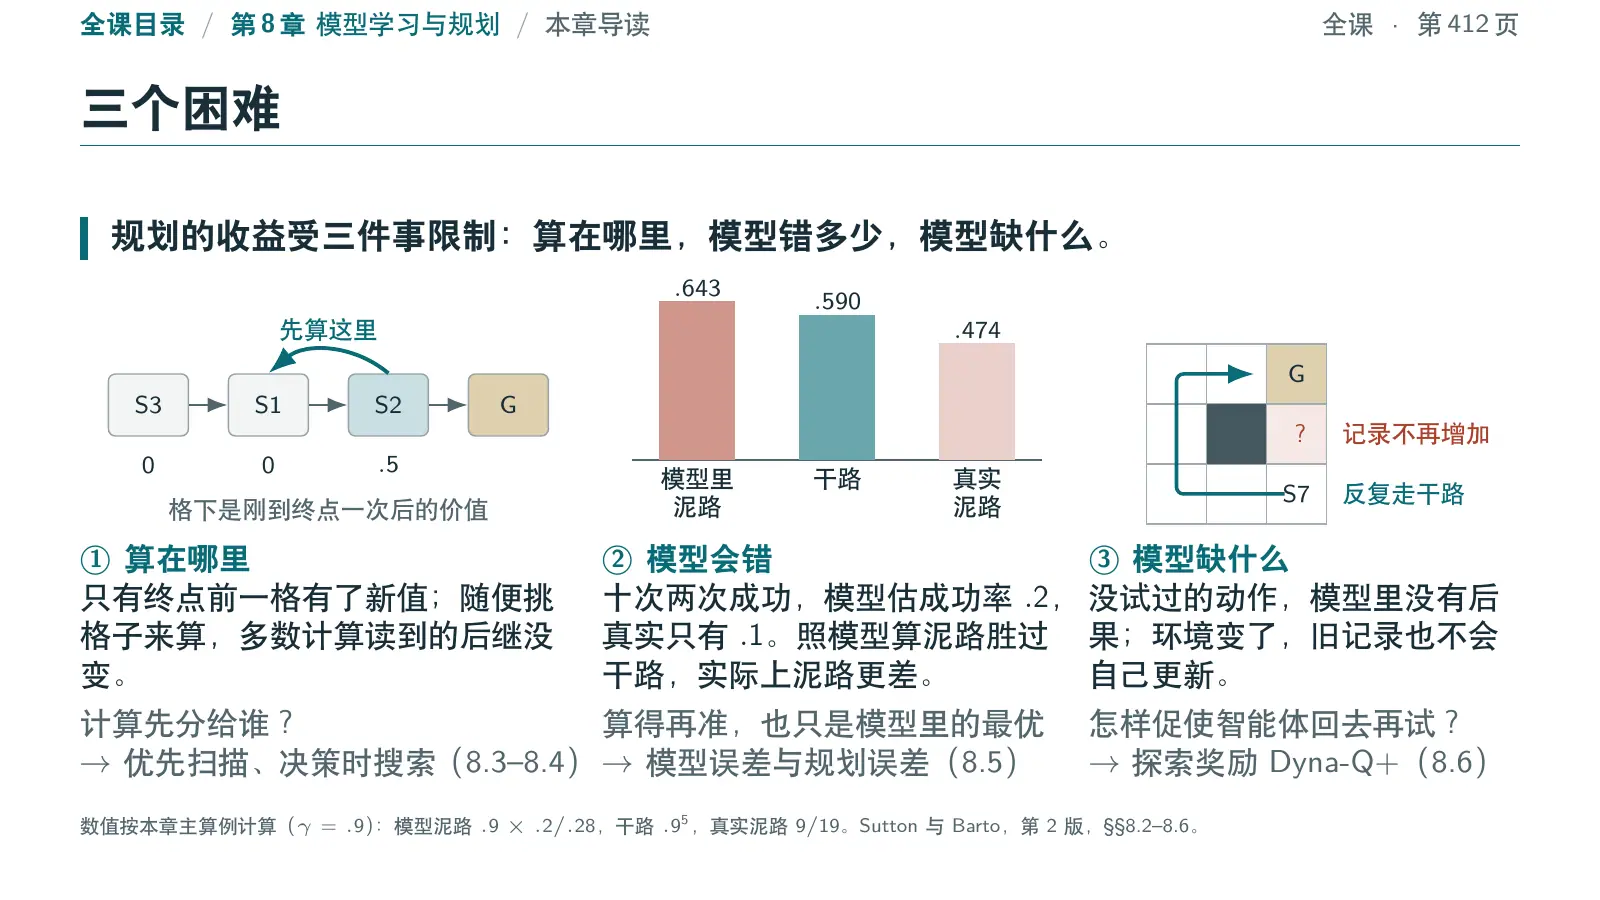 全课目录 / 第 8 章 模型学习与规划 / 本章导读
全课 · 第 412 页
三个困难
规划的收益受三件事限制：算在哪里，模型错多少，模型缺什么。
先算这里
S3 S1 S2 G
0 0 .5
格下是刚到终点一次后的价值
.643 .590 .474
模型里
泥路
干路
真实
泥路
G
?
记录不再增加
S7
反复走干路
① 算在哪里
只有终点前一格有了新值；随便挑
格子来算，多数计算读到的后继没
变。
计算先分给谁？
→ 优先扫描、决策时搜索（8.3–8.4）
② 模型会错
十次两次成功，模型估成功率 .2，
真实只有 .1。照模型算泥路胜过
干路，实际上泥路更差。
算得再准，也只是模型里的最优
→ 模型误差与规划误差（8.5）
③ 模型缺什么
没试过的动作，模型里没有后
果；环境变了，旧记录也不会
自己更新。
怎样促使智能体回去再试？
→ 探索奖励 Dyna-Q+（8.6）
数值按本章主算例计算（γ = .9）：模型泥路 .9 × .2/.28，干路 .9⁵，真实泥路 9/19。Sutton 与 Barto，第 2 版，§§8.2–8.6。